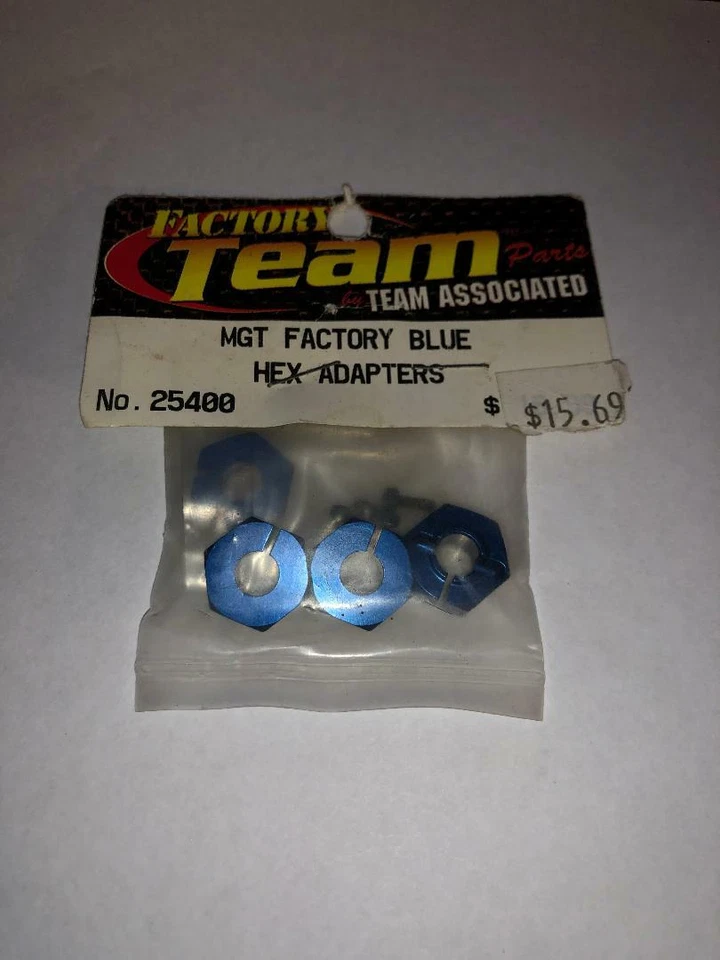 FACTORY
Team Parts
by TEAM ASSOCIATED
MGT FACTORY BLUE
HEX ADAPTERS
No. 25400 $ $15.69